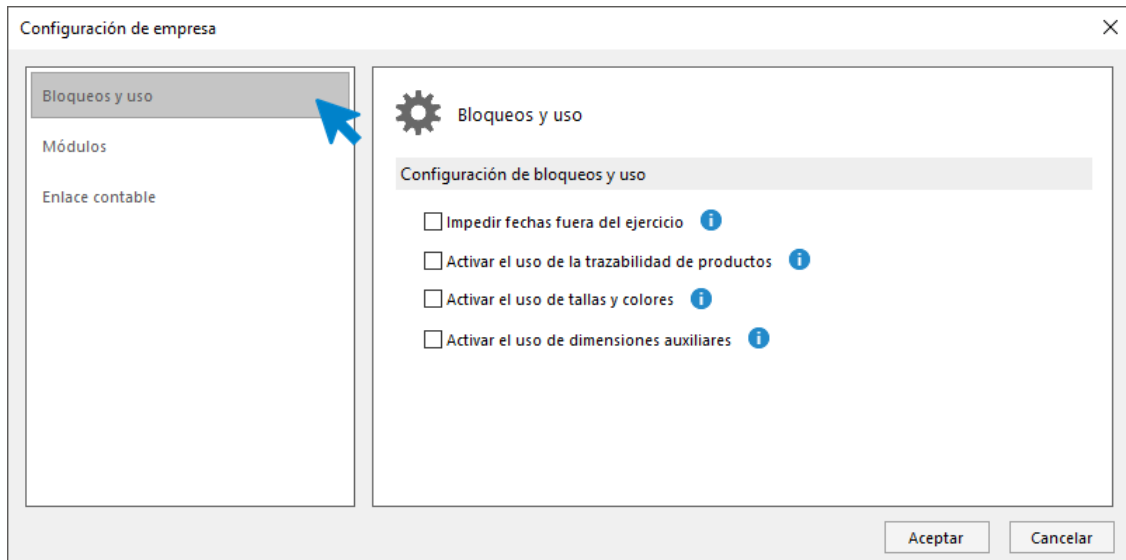 Configuración de empresa
Bloqueos y uso
Módulos
Enlace contable
Bloqueos y uso
Configuración de bloqueos y uso
Impedir fechas fuera del ejercicio
Activar el uso de la trazabilidad de productos
Activar el uso de tallas y colores
Activar el uso de dimensiones auxiliares
Aceptar
Cancelar